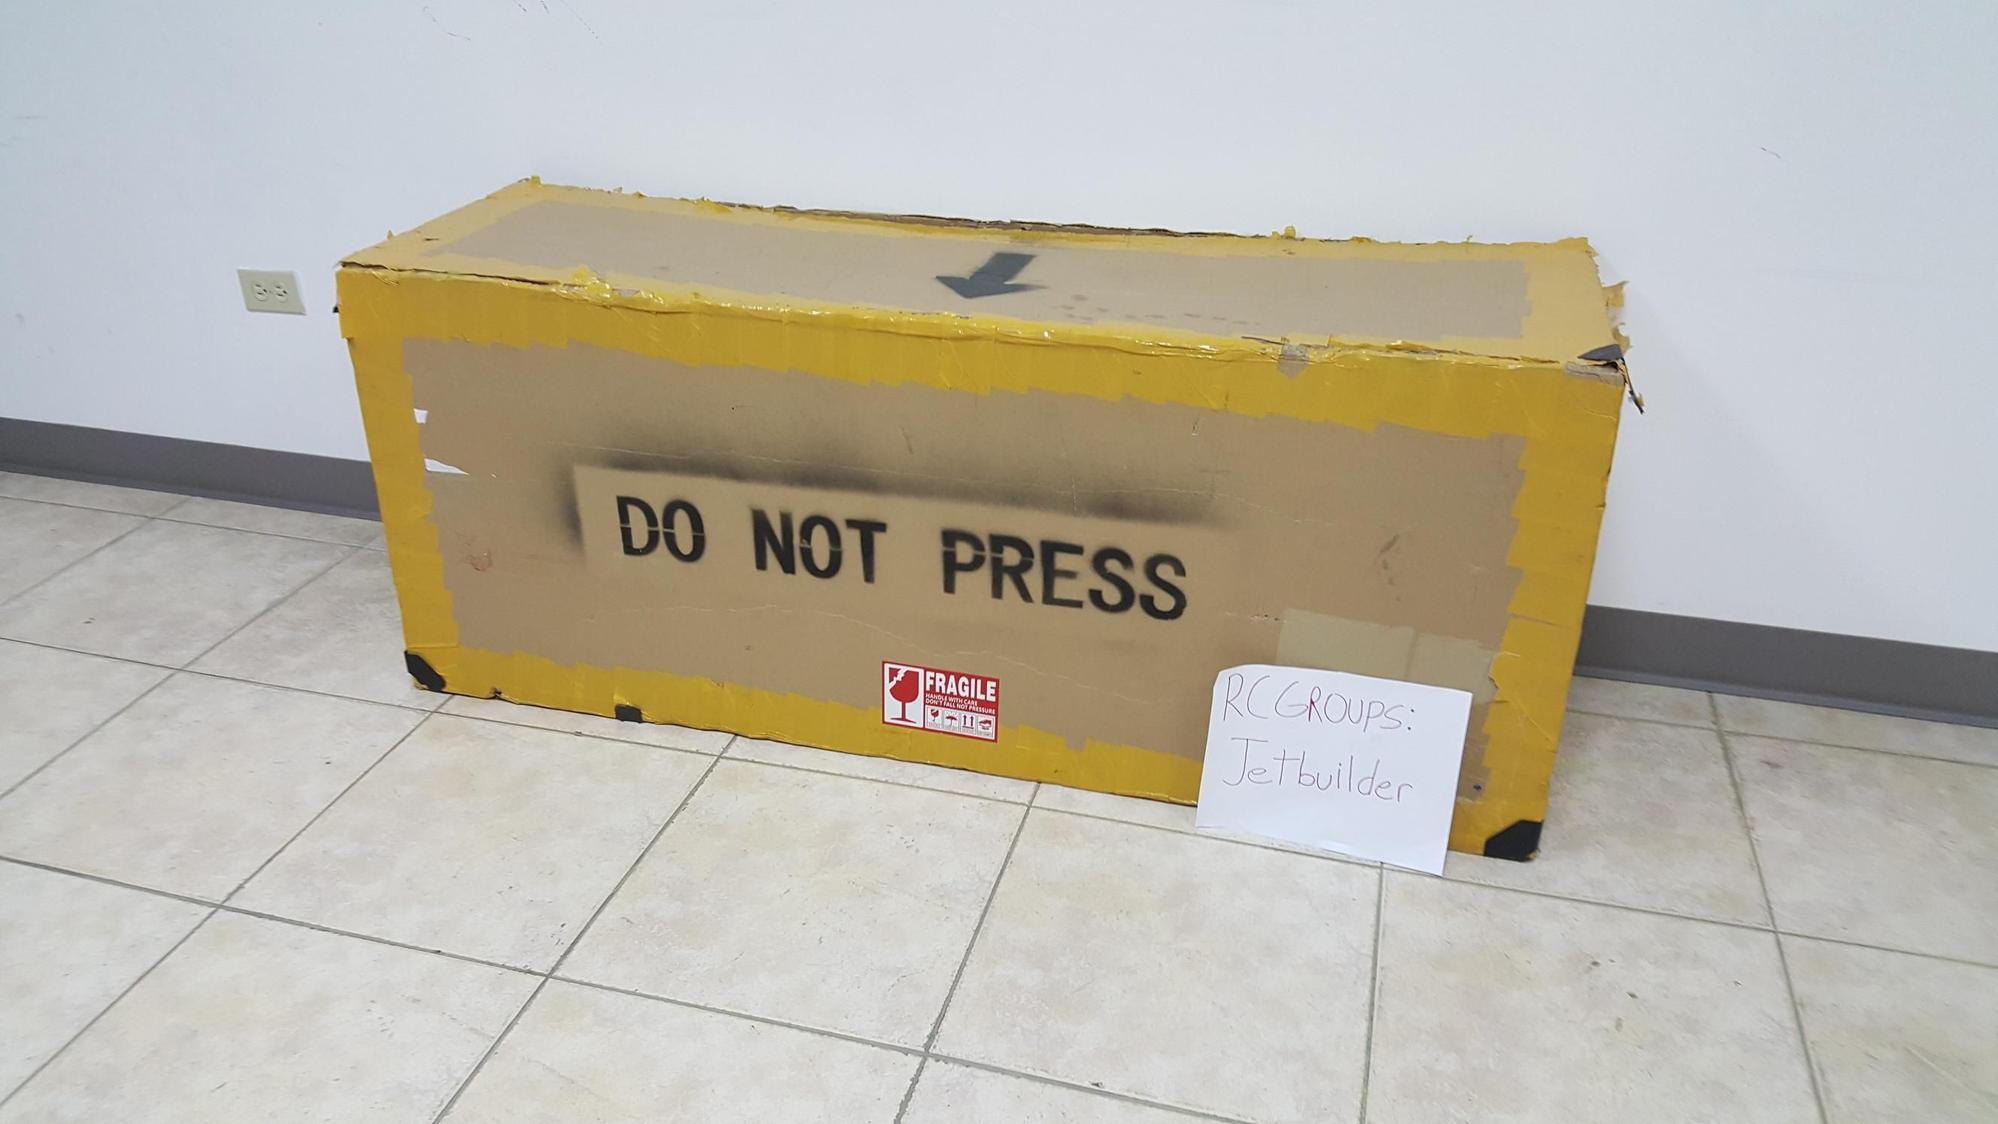 DO NOT PRESS
FRAGILE
HANDLE WITH CARE
DON'T FALL NOT PRESSURE
RC GROUPS:
Jetbuilder